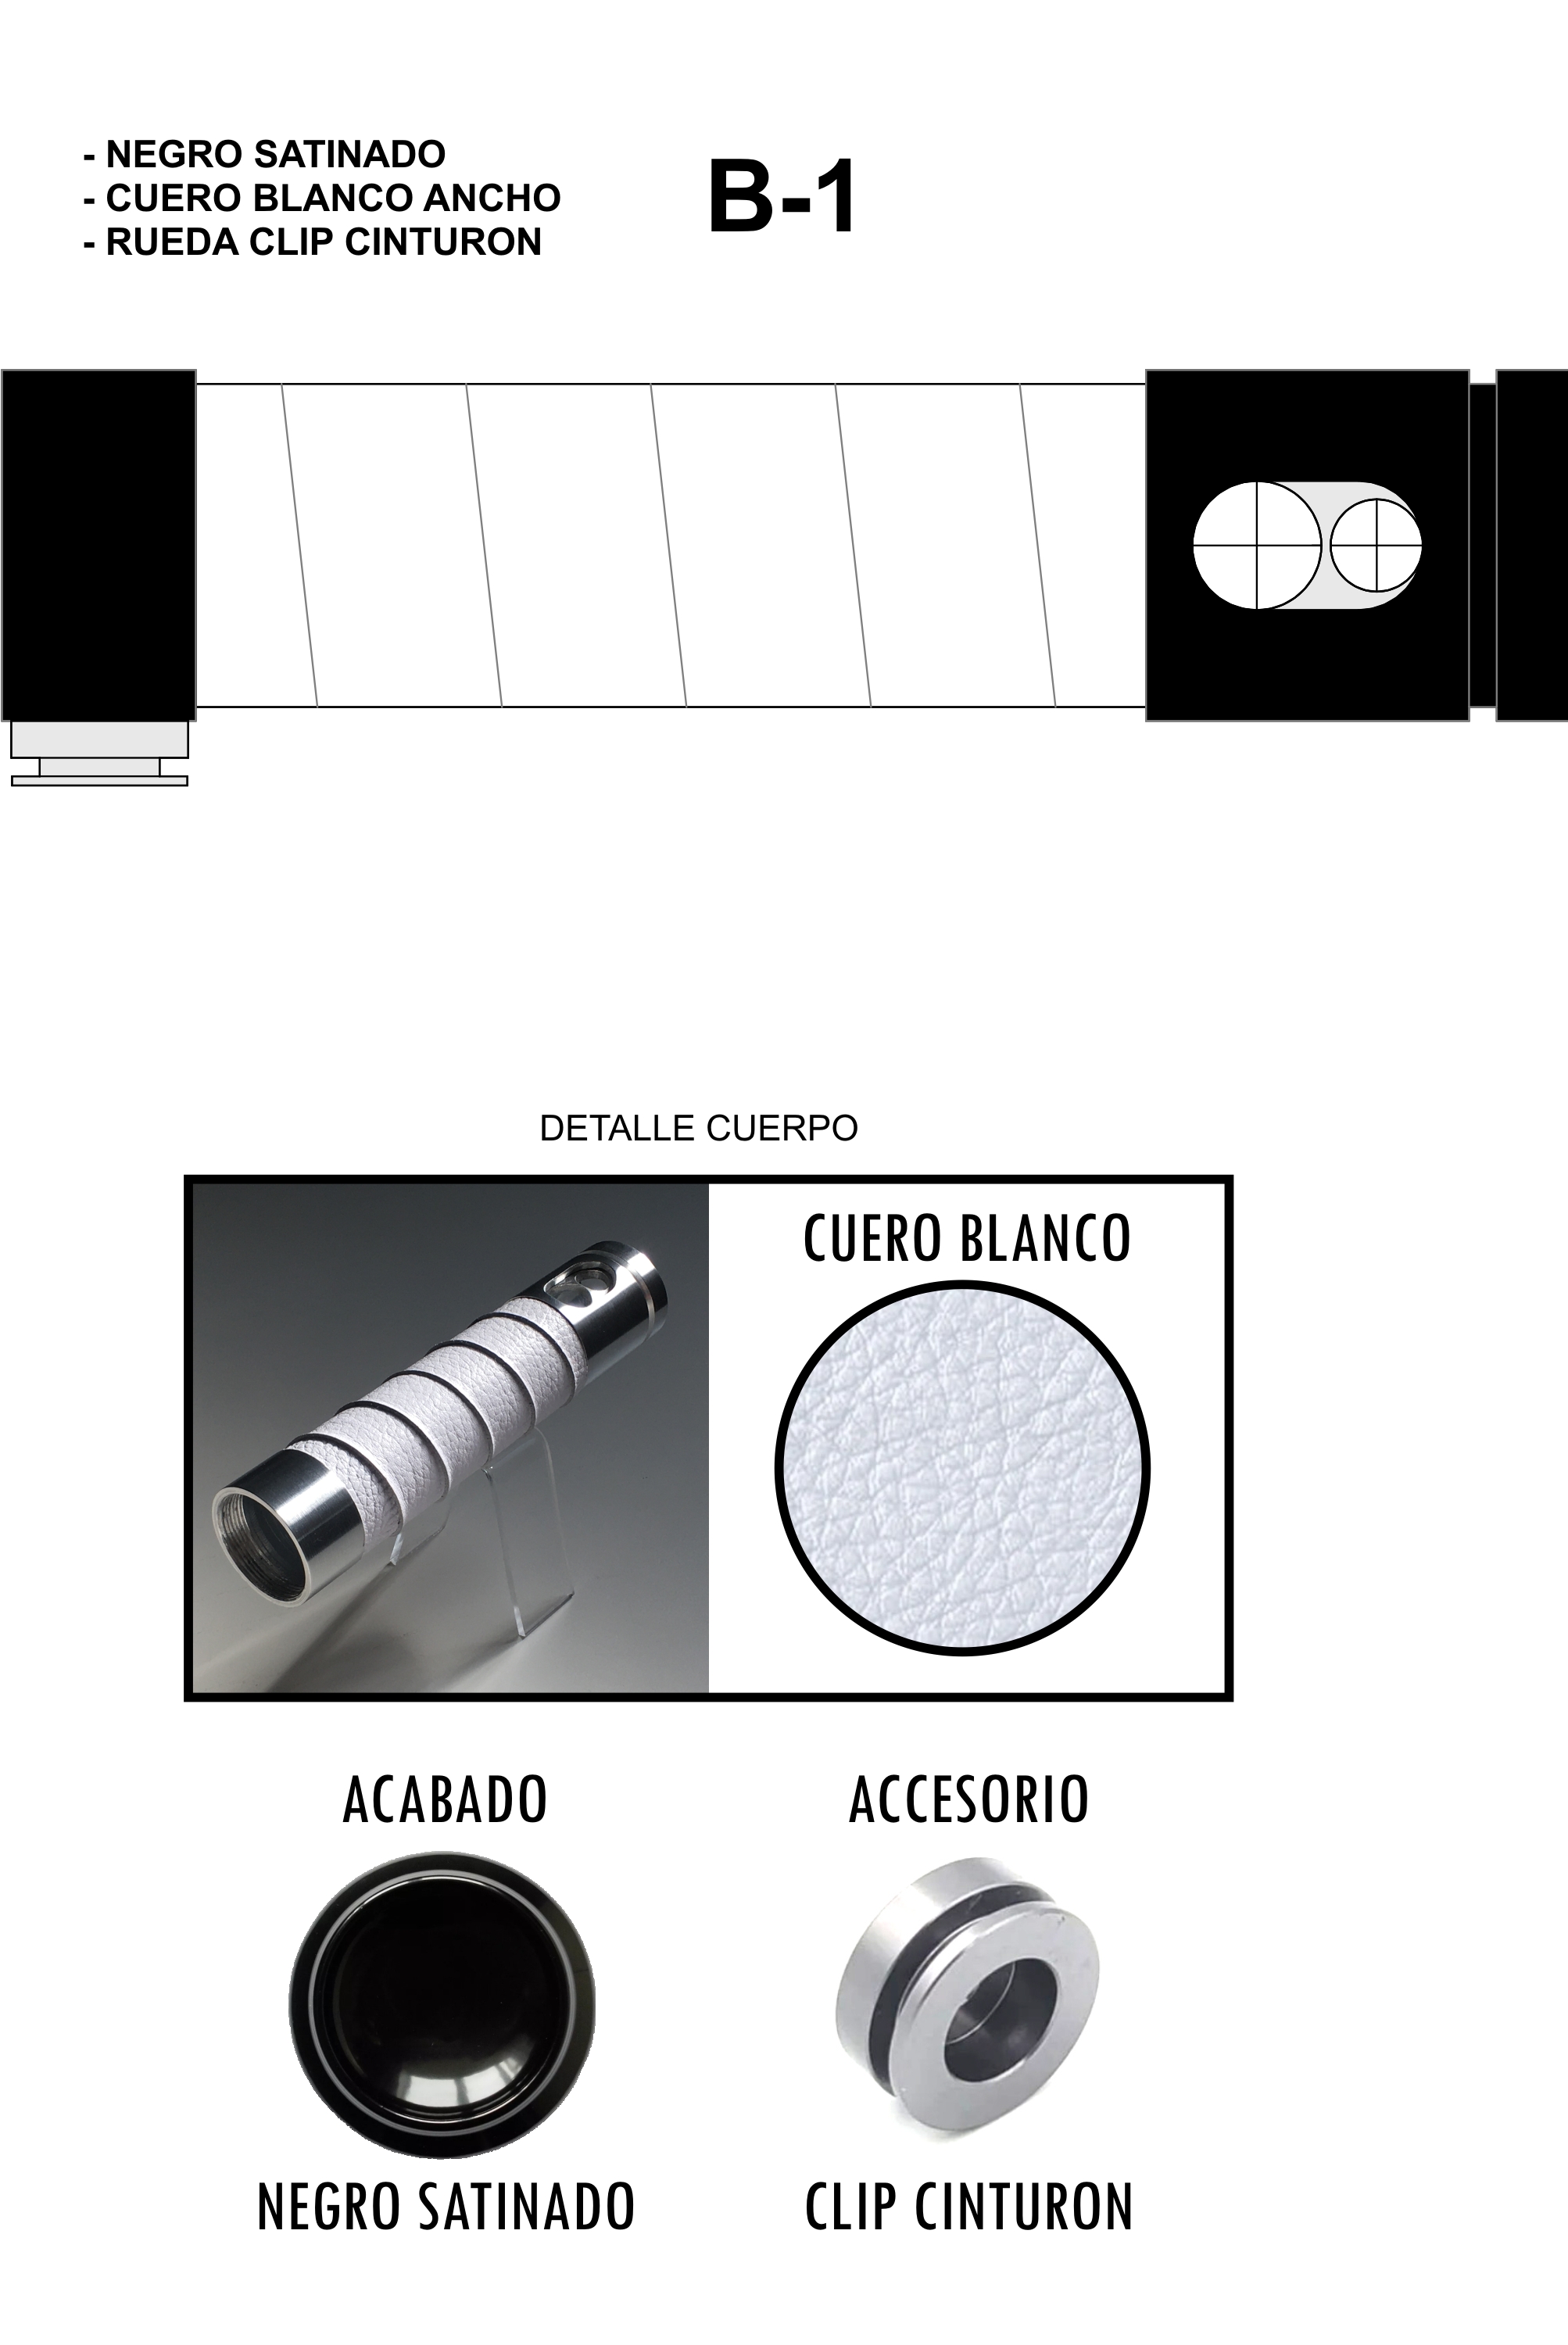 - NEGRO SATINADO
- CUERO BLANCO ANCHO
- RUEDA CLIP CINTURON
B-1
DETALLE CUERPO
CUERO BLANCO
ACABADO
ACCESORIO
NEGRO SATINADO
CLIP CINTURON